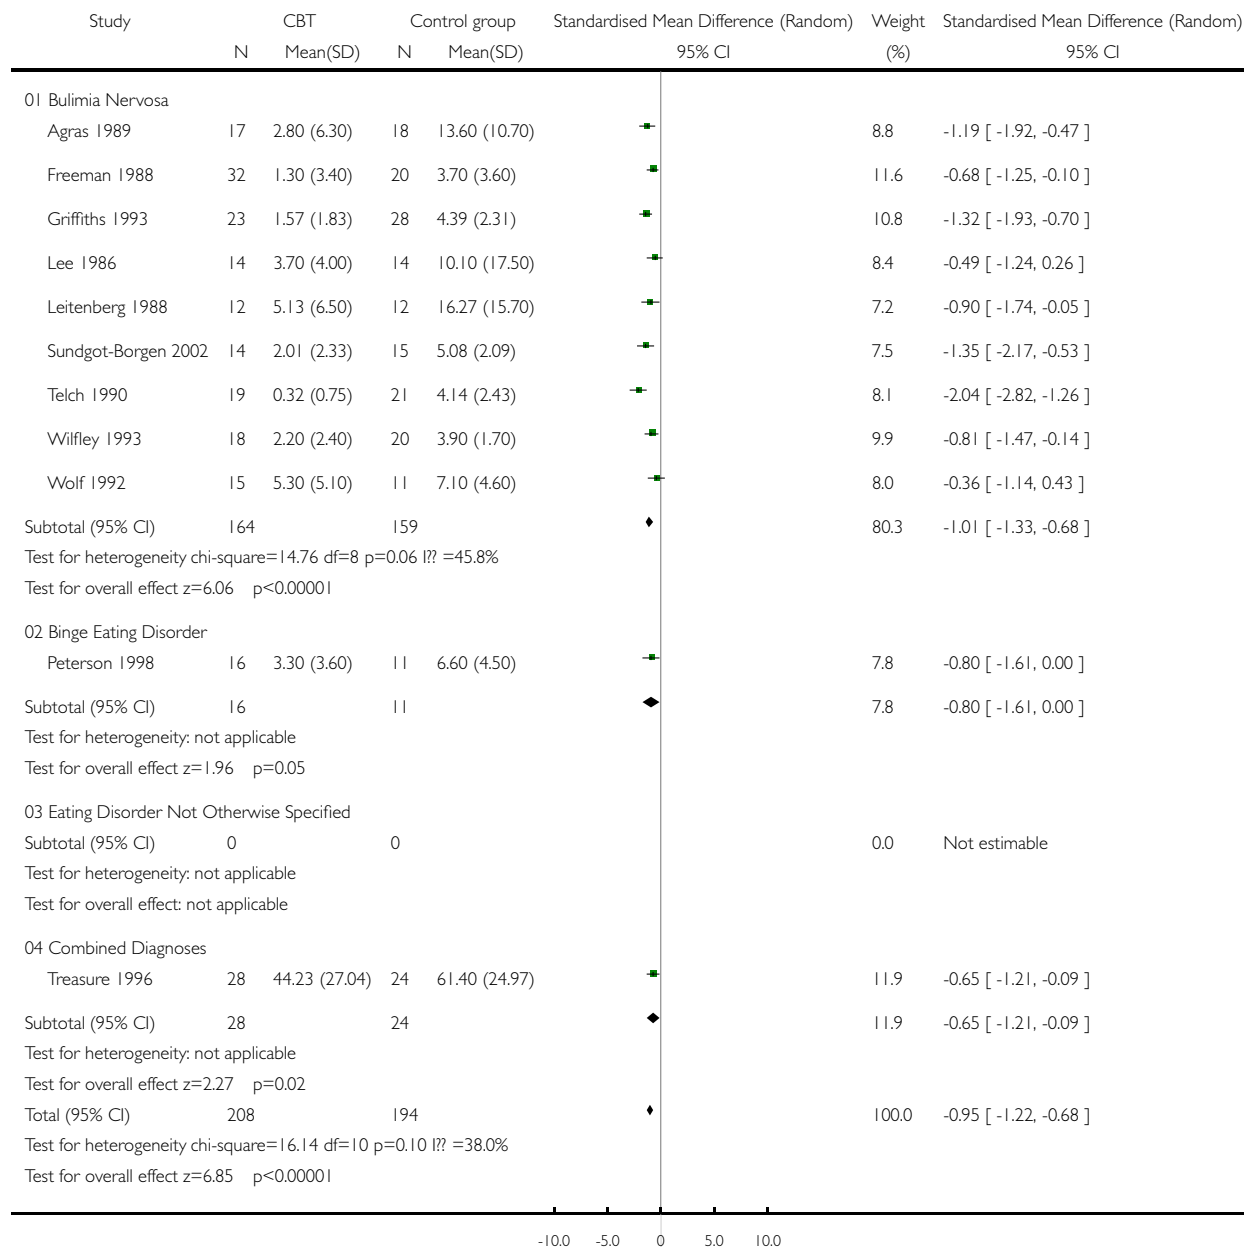 Study CBT Control group Standardised Mean Difference (Random) Weight Standardised Mean Difference (Random)
N Mean(SD) N Mean(SD) 95% CI (%) 95% CI
01 Bulimia Nervosa
Agras 1989 17 2.80 (6.30) 18 13.60 (10.70) 8.8 -1.19 [ -1.92, -0.47 ]
Freeman 1988 32 1.30 (3.40) 20 3.70 (3.60) 11.6 -0.68 [ -1.25, -0.10 ]
Griffiths 1993 23 1.57 (1.83) 28 4.39 (2.31) 10.8 -1.32 [ -1.93, -0.70 ]
Lee 1986 14 3.70 (4.00) 14 10.10 (17.50) 8.4 -0.49 [ -1.24, 0.26 ]
Leitenberg 1988 12 5.13 (6.50) 12 16.27 (15.70) 7.2 -0.90 [ -1.74, -0.05 ]
Sundgot-Borgen 2002 14 2.01 (2.33) 15 5.08 (2.09) 7.5 -1.35 [ -2.17, -0.53 ]
Telch 1990 19 0.32 (0.75) 21 4.14 (2.43) 8.1 -2.04 [ -2.82, -1.26 ]
Wilfley 1993 18 2.20 (2.40) 20 3.90 (1.70) 9.9 -0.81 [ -1.47, -0.14 ]
Wolf 1992 15 5.30 (5.10) 11 7.10 (4.60) 8.0 -0.36 [ -1.14, 0.43 ]
Subtotal (95% CI) 164 159 80.3 -1.01 [ -1.33, -0.68 ]
Test for heterogeneity chi-square=14.76 df=8 p=0.06 I?? =45.8%
Test for overall effect z=6.06 p<0.00001
02 Binge Eating Disorder
Peterson 1998 16 3.30 (3.60) 11 6.60 (4.50) 7.8 -0.80 [ -1.61, 0.00 ]
Subtotal (95% CI) 16 11 7.8 -0.80 [ -1.61, 0.00 ]
Test for heterogeneity: not applicable
Test for overall effect z=1.96 p=0.05
03 Eating Disorder Not Otherwise Specified
Subtotal (95% CI) 0 0 0.0 Not estimable
Test for heterogeneity: not applicable
Test for overall effect: not applicable
04 Combined Diagnoses
Treasure 1996 28 44.23 (27.04) 24 61.40 (24.97) 11.9 -0.65 [ -1.21, -0.09 ]
Subtotal (95% CI) 28 24 11.9 -0.65 [ -1.21, -0.09 ]
Test for heterogeneity: not applicable
Test for overall effect z=2.27 p=0.02
Total (95% CI) 208 194 100.0 -0.95 [ -1.22, -0.68 ]
Test for heterogeneity chi-square=16.14 df=10 p=0.10 I?? =38.0%
Test for overall effect z=6.85 p<0.00001
-10.0 -5.0 0 5.0 10.0